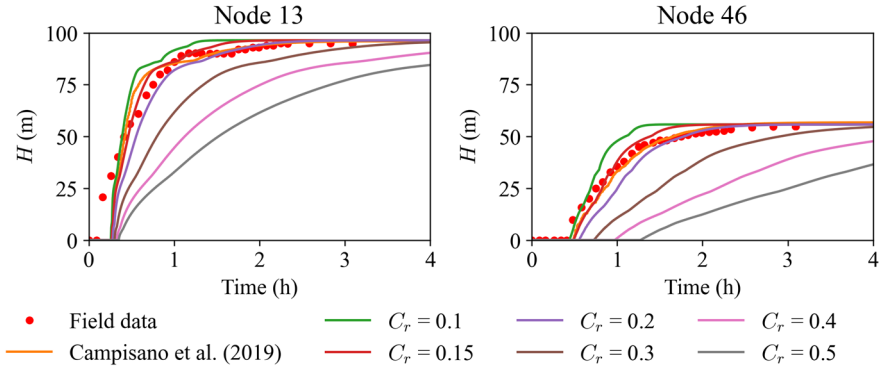 Node 13
Node 46
100
75
50
25
0
H (m)
0
1
2
3
4
Time (h)
100
75
50
25
0
H (m)
0
1
2
3
4
Time (h)
Field data
Campisano et al. (2019)
C_r = 0.1
C_r = 0.15
C_r = 0.2
C_r = 0.3
C_r = 0.4
C_r = 0.5